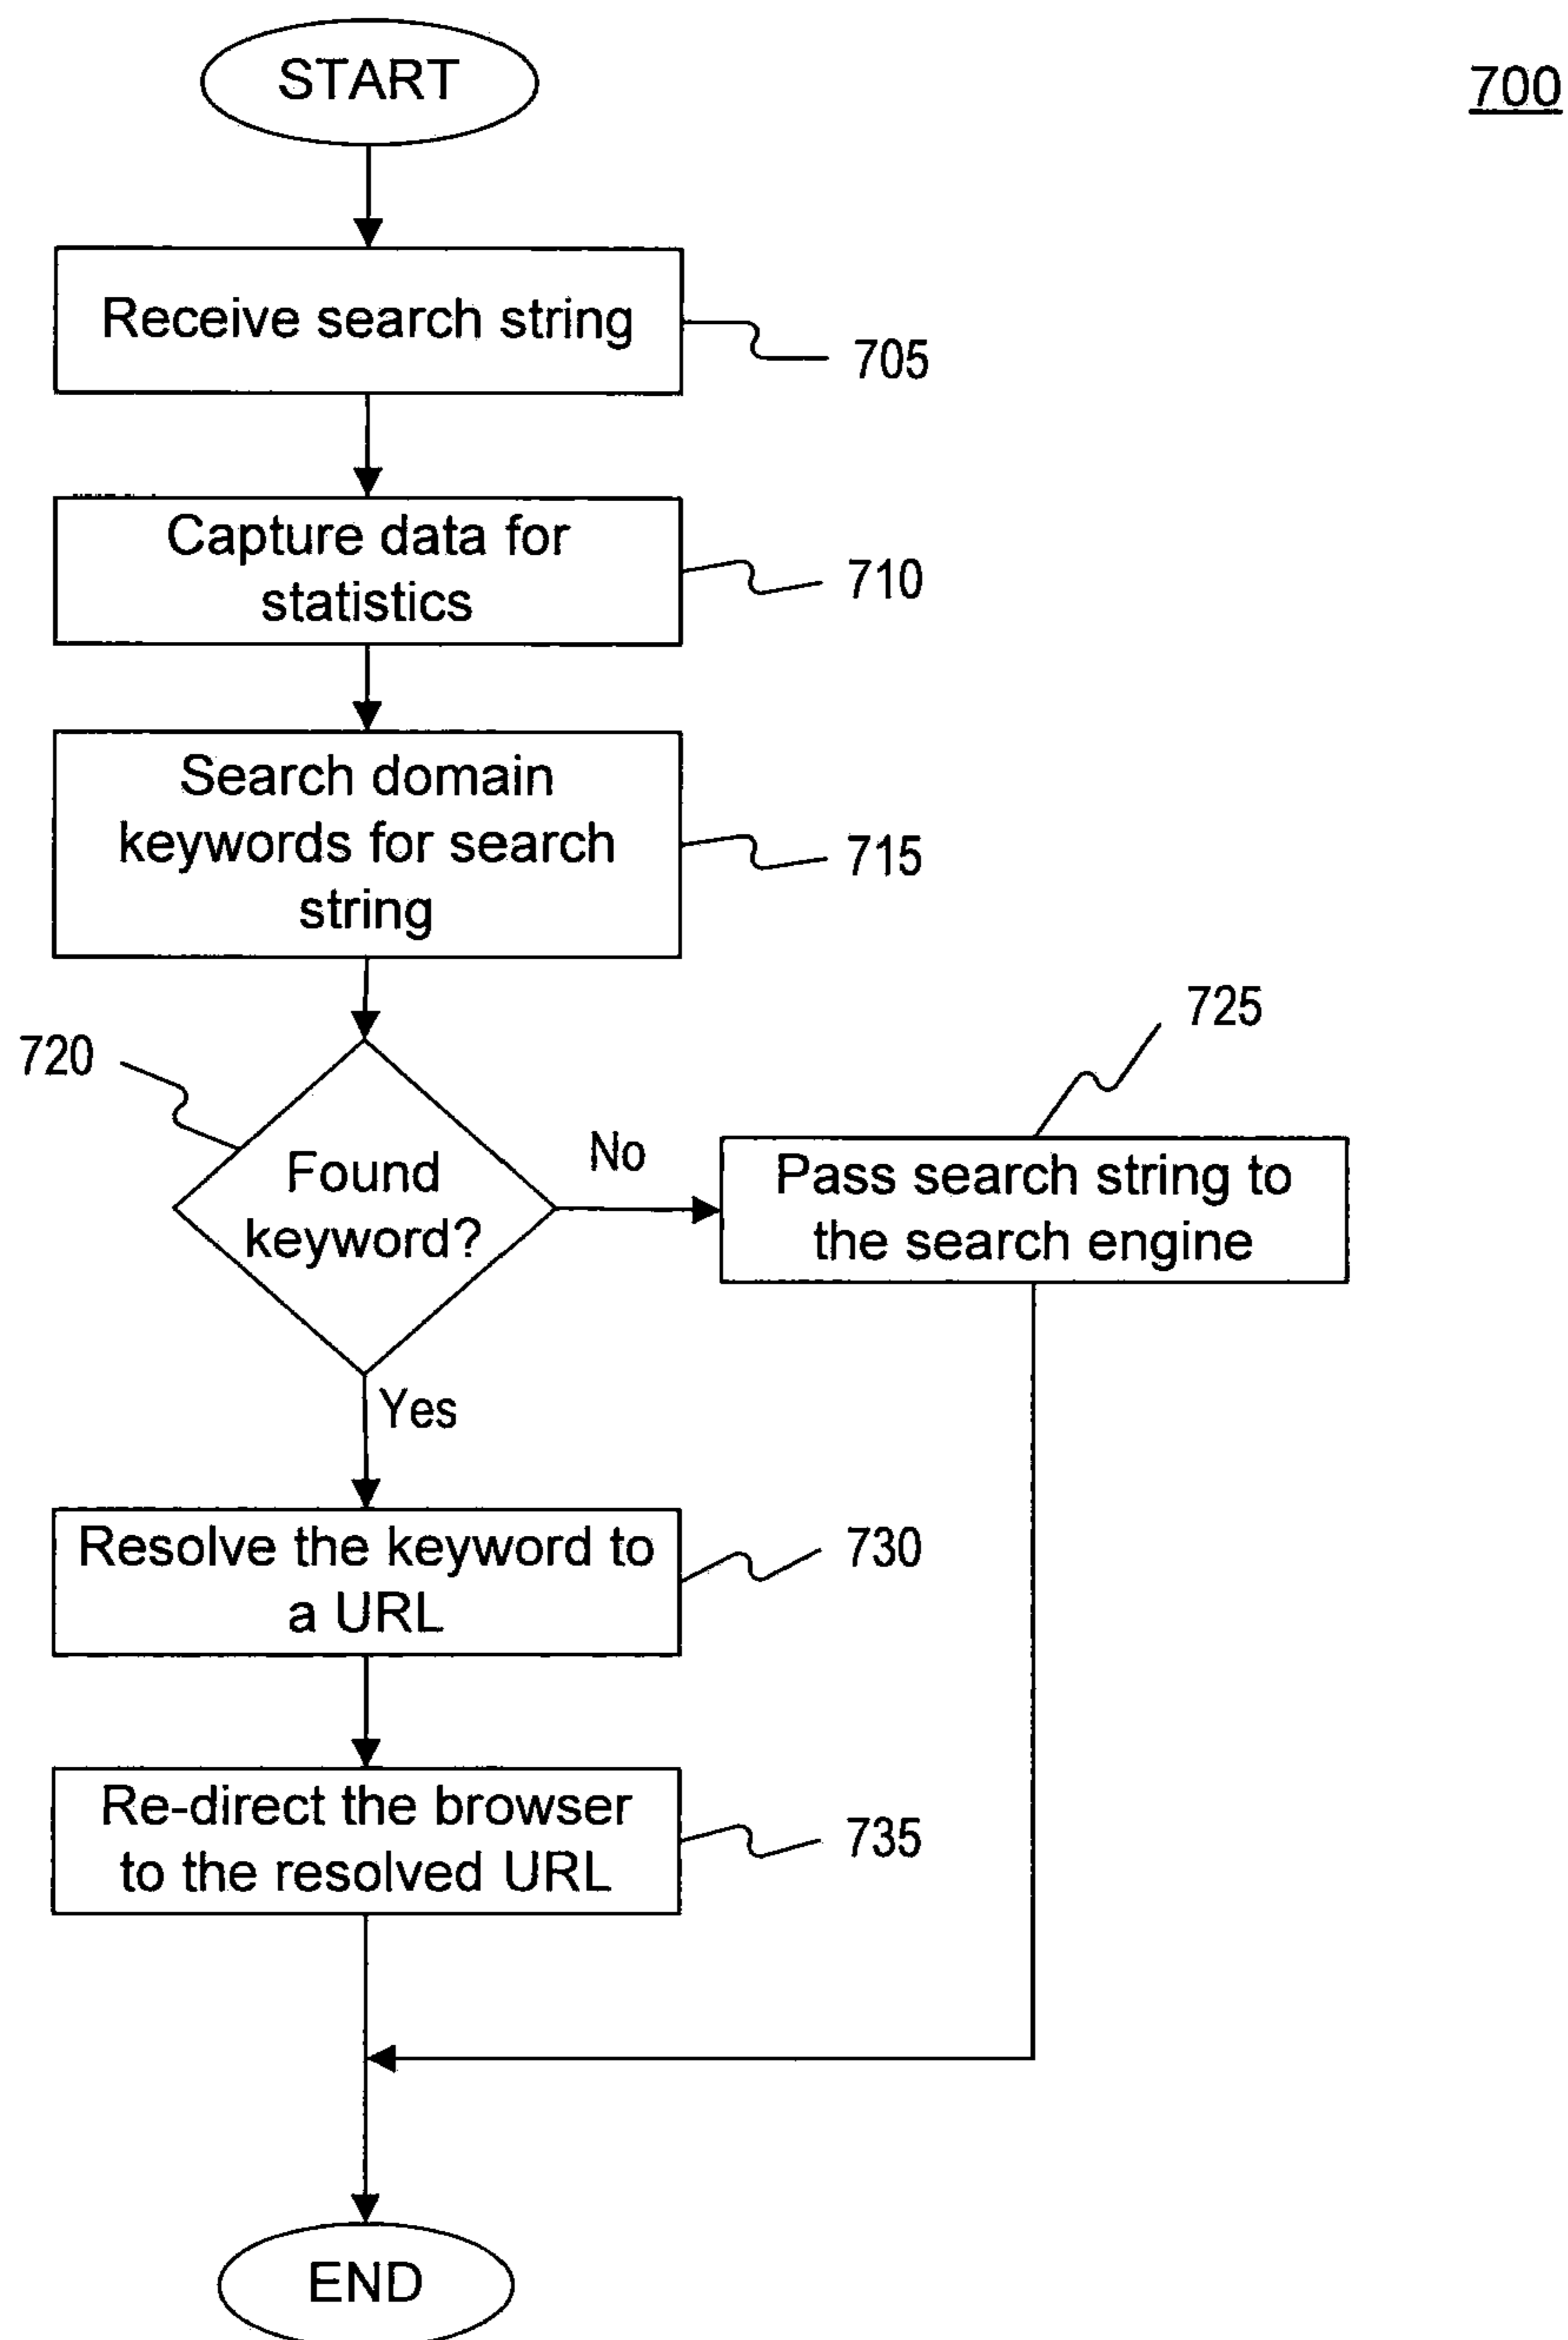 START
700
Receive search string
705
Capture data for
statistics
710
Search domain
keywords for search
string
715
720
Found
keyword?
No
725
Pass search string to
the search engine
Yes
Resolve the keyword to
a URL
730
Re-direct the browser
to the resolved URL
735
END